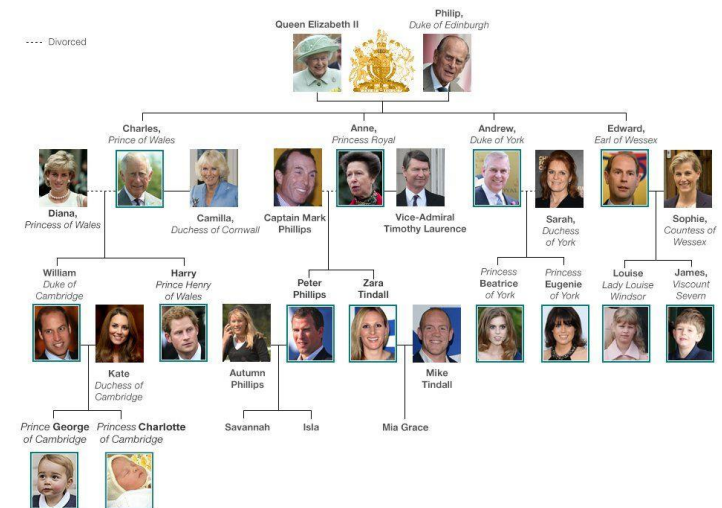 Queen Elizabeth II
Philip,
Duke of Edinburgh
---- Divorced
Charles,
Prince of Wales
Anne,
Princess Royal
Andrew,
Duke of York
Edward,
Earl of Wessex
Diana,
Princess of Wales
Camilla,
Duchess of Cornwall
Captain Mark
Phillips
Vice-Admiral
Timothy Laurence
Sarah,
Duchess
of York
Sophie,
Countess of
Wessex
William
Duke of
Cambridge
Harry
Prince Henry
of Wales
Peter
Phillips
Zara
Tindall
Princess
Beatrice
of York
Princess
Eugenie
of York
Louise
Lady Louise
Windsor
James,
Viscount
Severn
Kate
Duchess of
Cambridge
Autumn
Phillips
Mike
Tindall
Prince George
of Cambridge
Princess Charlotte
of Cambridge
Savannah
Isla
Mia Grace